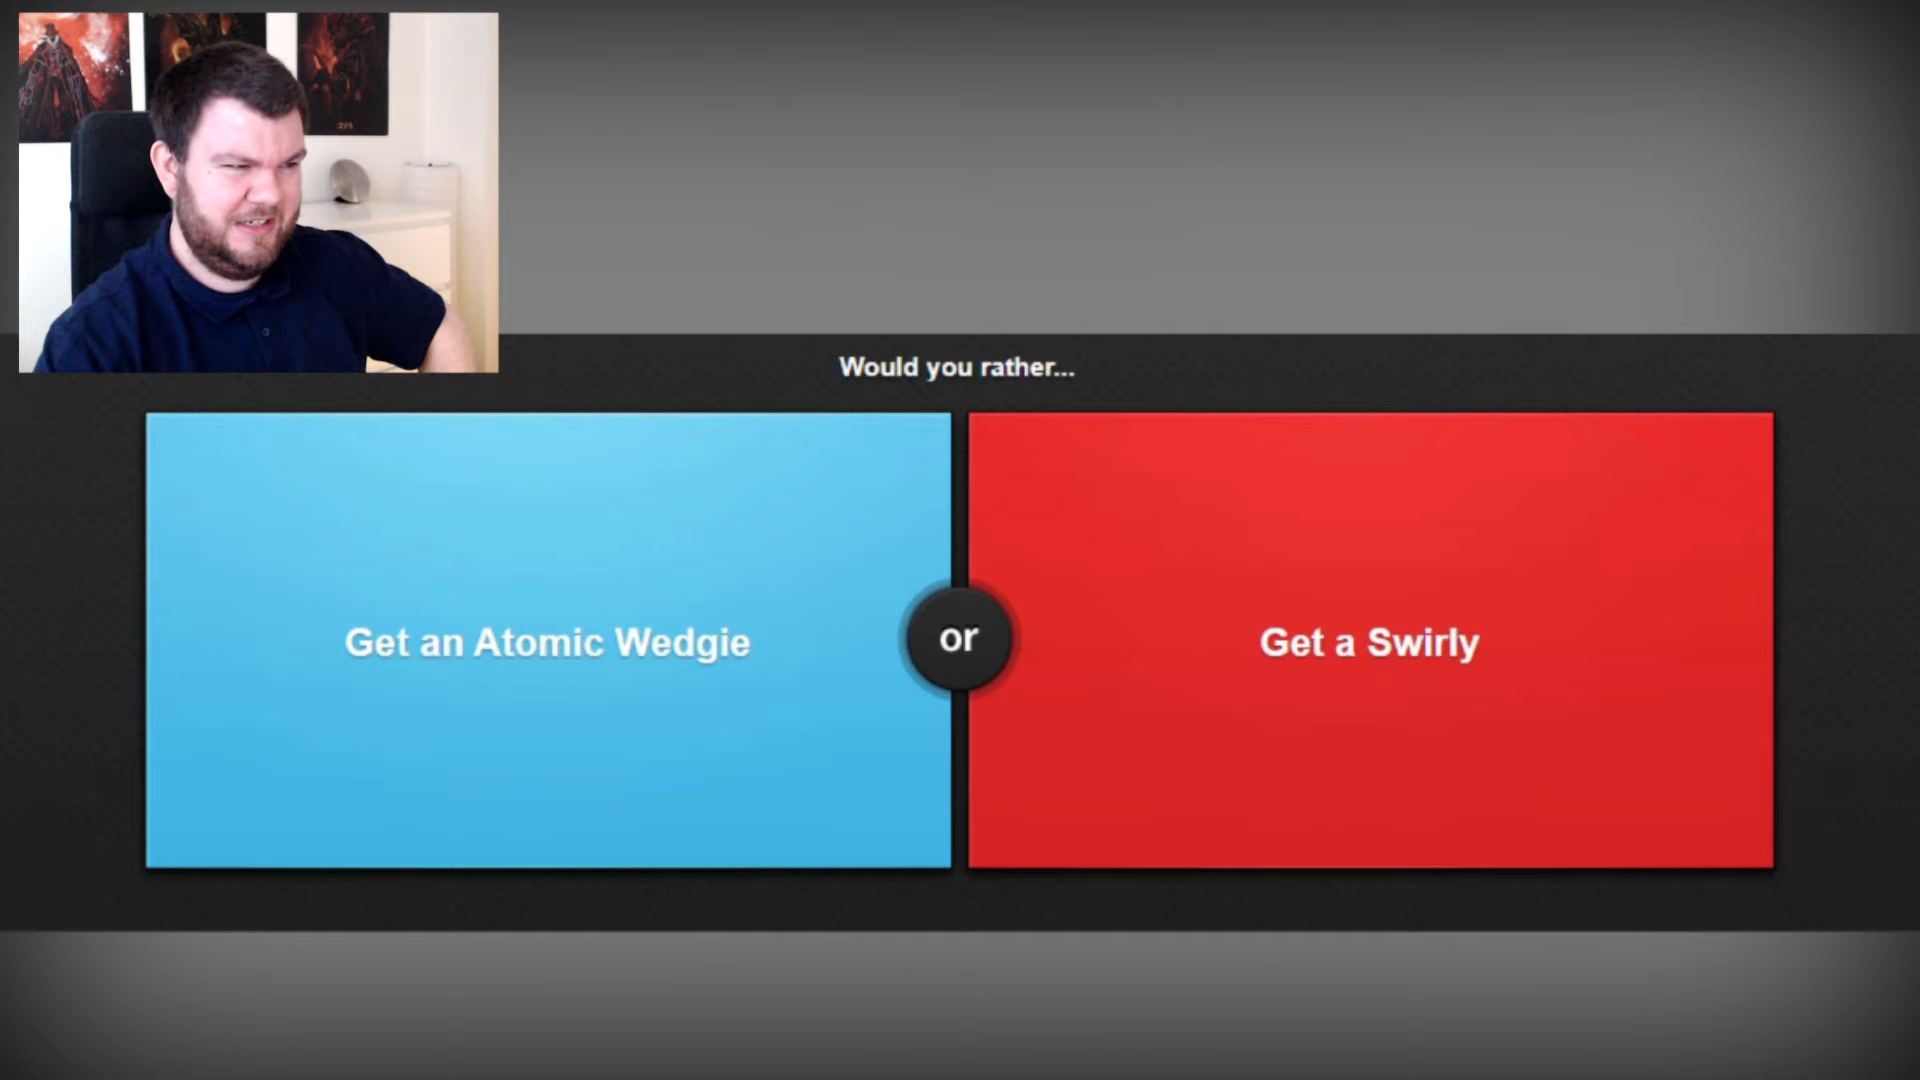 Would you rather...
Get an Atomic Wedgie
or
Get a Swirly